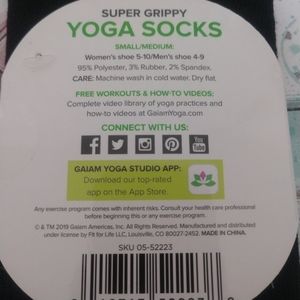 SUPER GRIPPY
YOGA SOCKS
SMALL/MEDIUM:
Women's shoe 5-10/Men's shoe 4-9
95% Polyester, 3% Rubber, 2% Spandex.
CARE: Machine wash in cold water. Dry flat.
FREE WORKOUTS & HOW-TO VIDEOS:
Complete video library of yoga practices and
how-to videos at GaiamYoga.com
CONNECT WITH US:
You
Tube
GAIAM YOGA STUDIO APP:
Download our top-rated
app on the App Store.
Any exercise program comes with inherent risks. Consult your health care professional
before beginning this or any exercise program.
© & TM 2019 Gaiam Americas, Inc. All Rights Reserved. Manufactured and distributed
under license by Fit for Life LLC, Louisville, CO 80027-2452. MADE IN CHINA.
SKU 05-52223